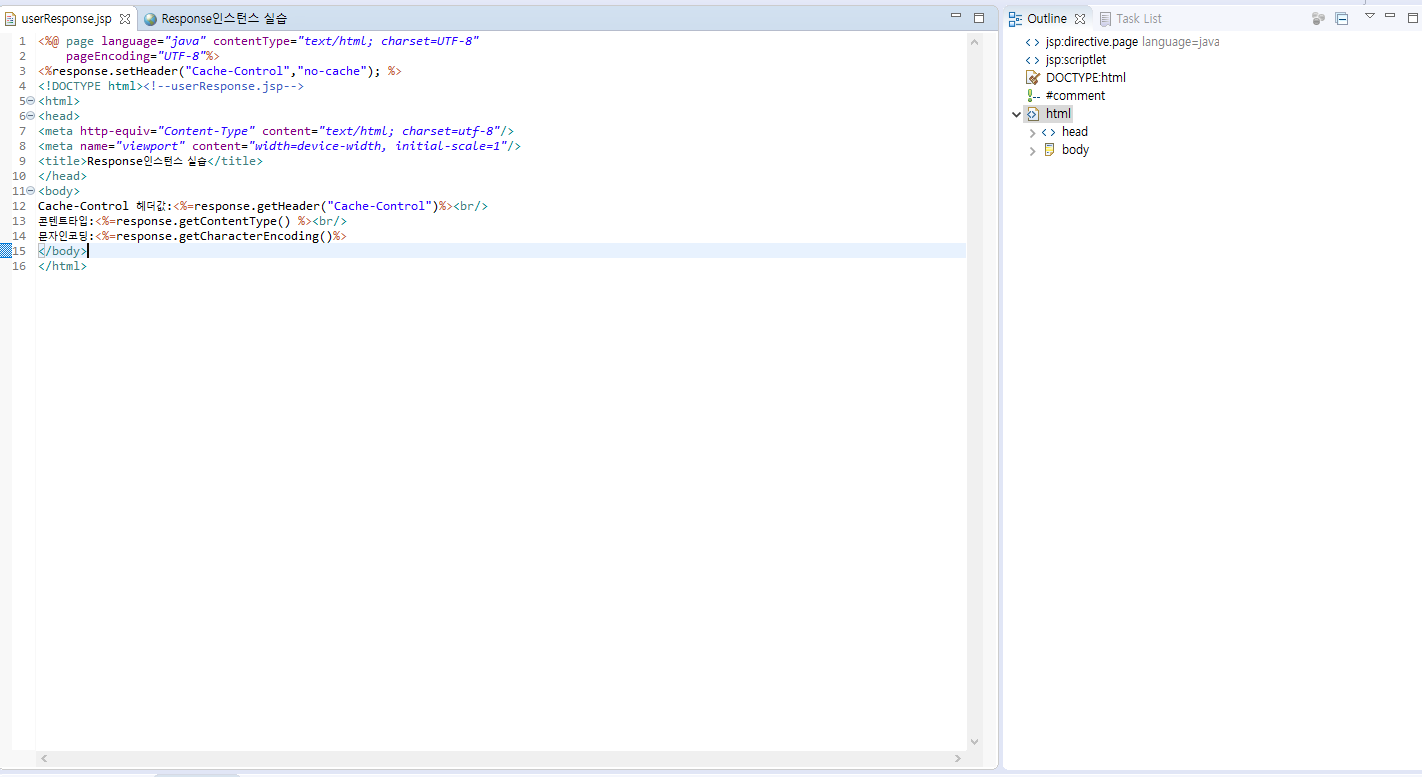 userResponse.jsp
Response인스턴스 실습
1 <%@ page language="java" contentType="text/html; charset=UTF-8"
2 pageEncoding="UTF-8"%>
3 <%response.setHeader("Cache-Control","no-cache"); %>
4 <!DOCTYPE html><!--userResponse.jsp-->
5 <html>
6 <head>
7 <meta http-equiv="Content-Type" content="text/html; charset=utf-8"/>
8 <meta name="viewport" content="width=device-width, initial-scale=1"/>
9 <title>Response인스턴스 실습</title>
10 </head>
11 <body>
12 Cache-Control 헤더값:<%=response.getHeader("Cache-Control")%><br/>
13 콘텐트타입:<%=response.getContentType() %><br/>
14 문자인코딩:<%=response.getCharacterEncoding()%>
15 </body>
16 </html>
Outline
Task List
jsp:directive.page language=java
jsp:scriptlet
DOCTYPE:html
#comment
html
head
body